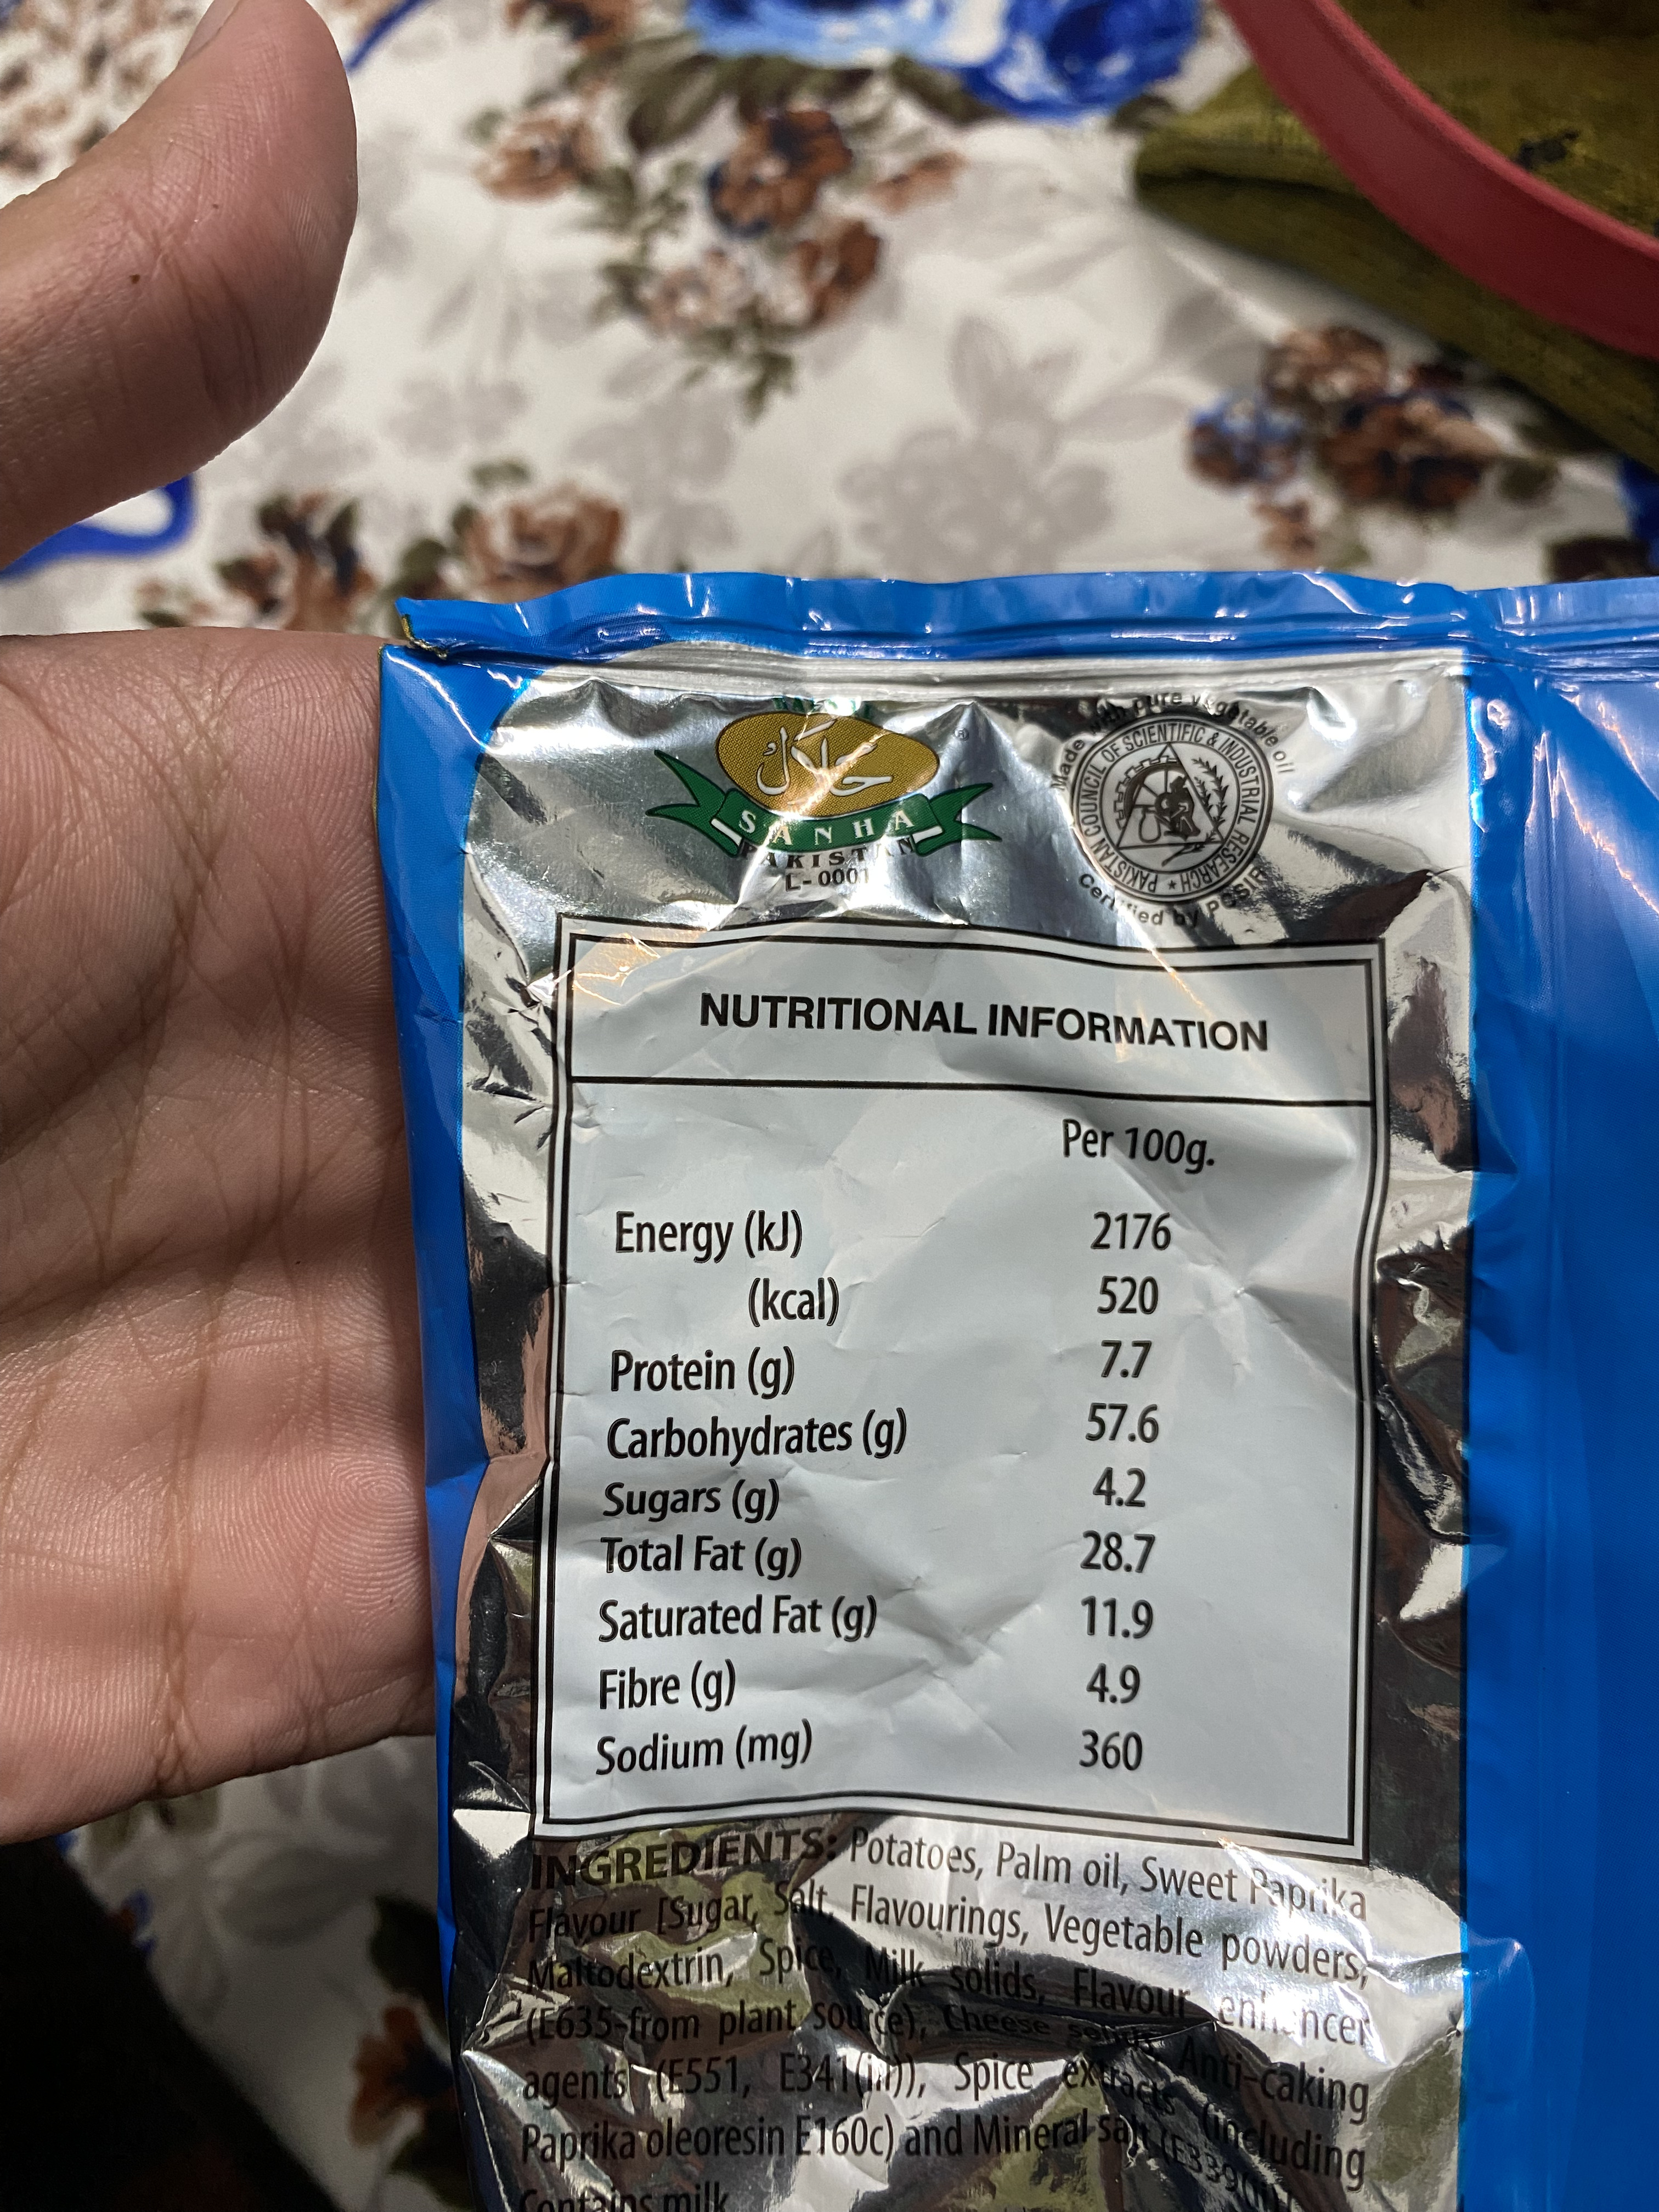 حلال
®
SANHA
PAKISTAN
L-0001
Made with pure vegetable oil
PAKISTAN COUNCIL OF SCIENTIFIC & INDUSTRIAL RESEARCH ★
Certified by PCSIR
NUTRITIONAL INFORMATION
Per 100g.
Energy (kJ) 2176
(kcal) 520
Protein (g) 7.7
Carbohydrates (g) 57.6
Sugars (g) 4.2
Total Fat (g) 28.7
Saturated Fat (g) 11.9
Fibre (g) 4.9
Sodium (mg) 360
INGREDIENTS: Potatoes, Palm oil, Sweet Paprika
Flavour [Sugar, Salt, Flavourings, Vegetable powders,
Maltodextrin, Spice, Milk solids, Flavour enhancer
(E635-from plant source), Cheese solids, Anti-caking
agents (E551, E341(iii)), Spice extracts (including
Paprika oleoresin E160c) and Mineral salt
Contains milk